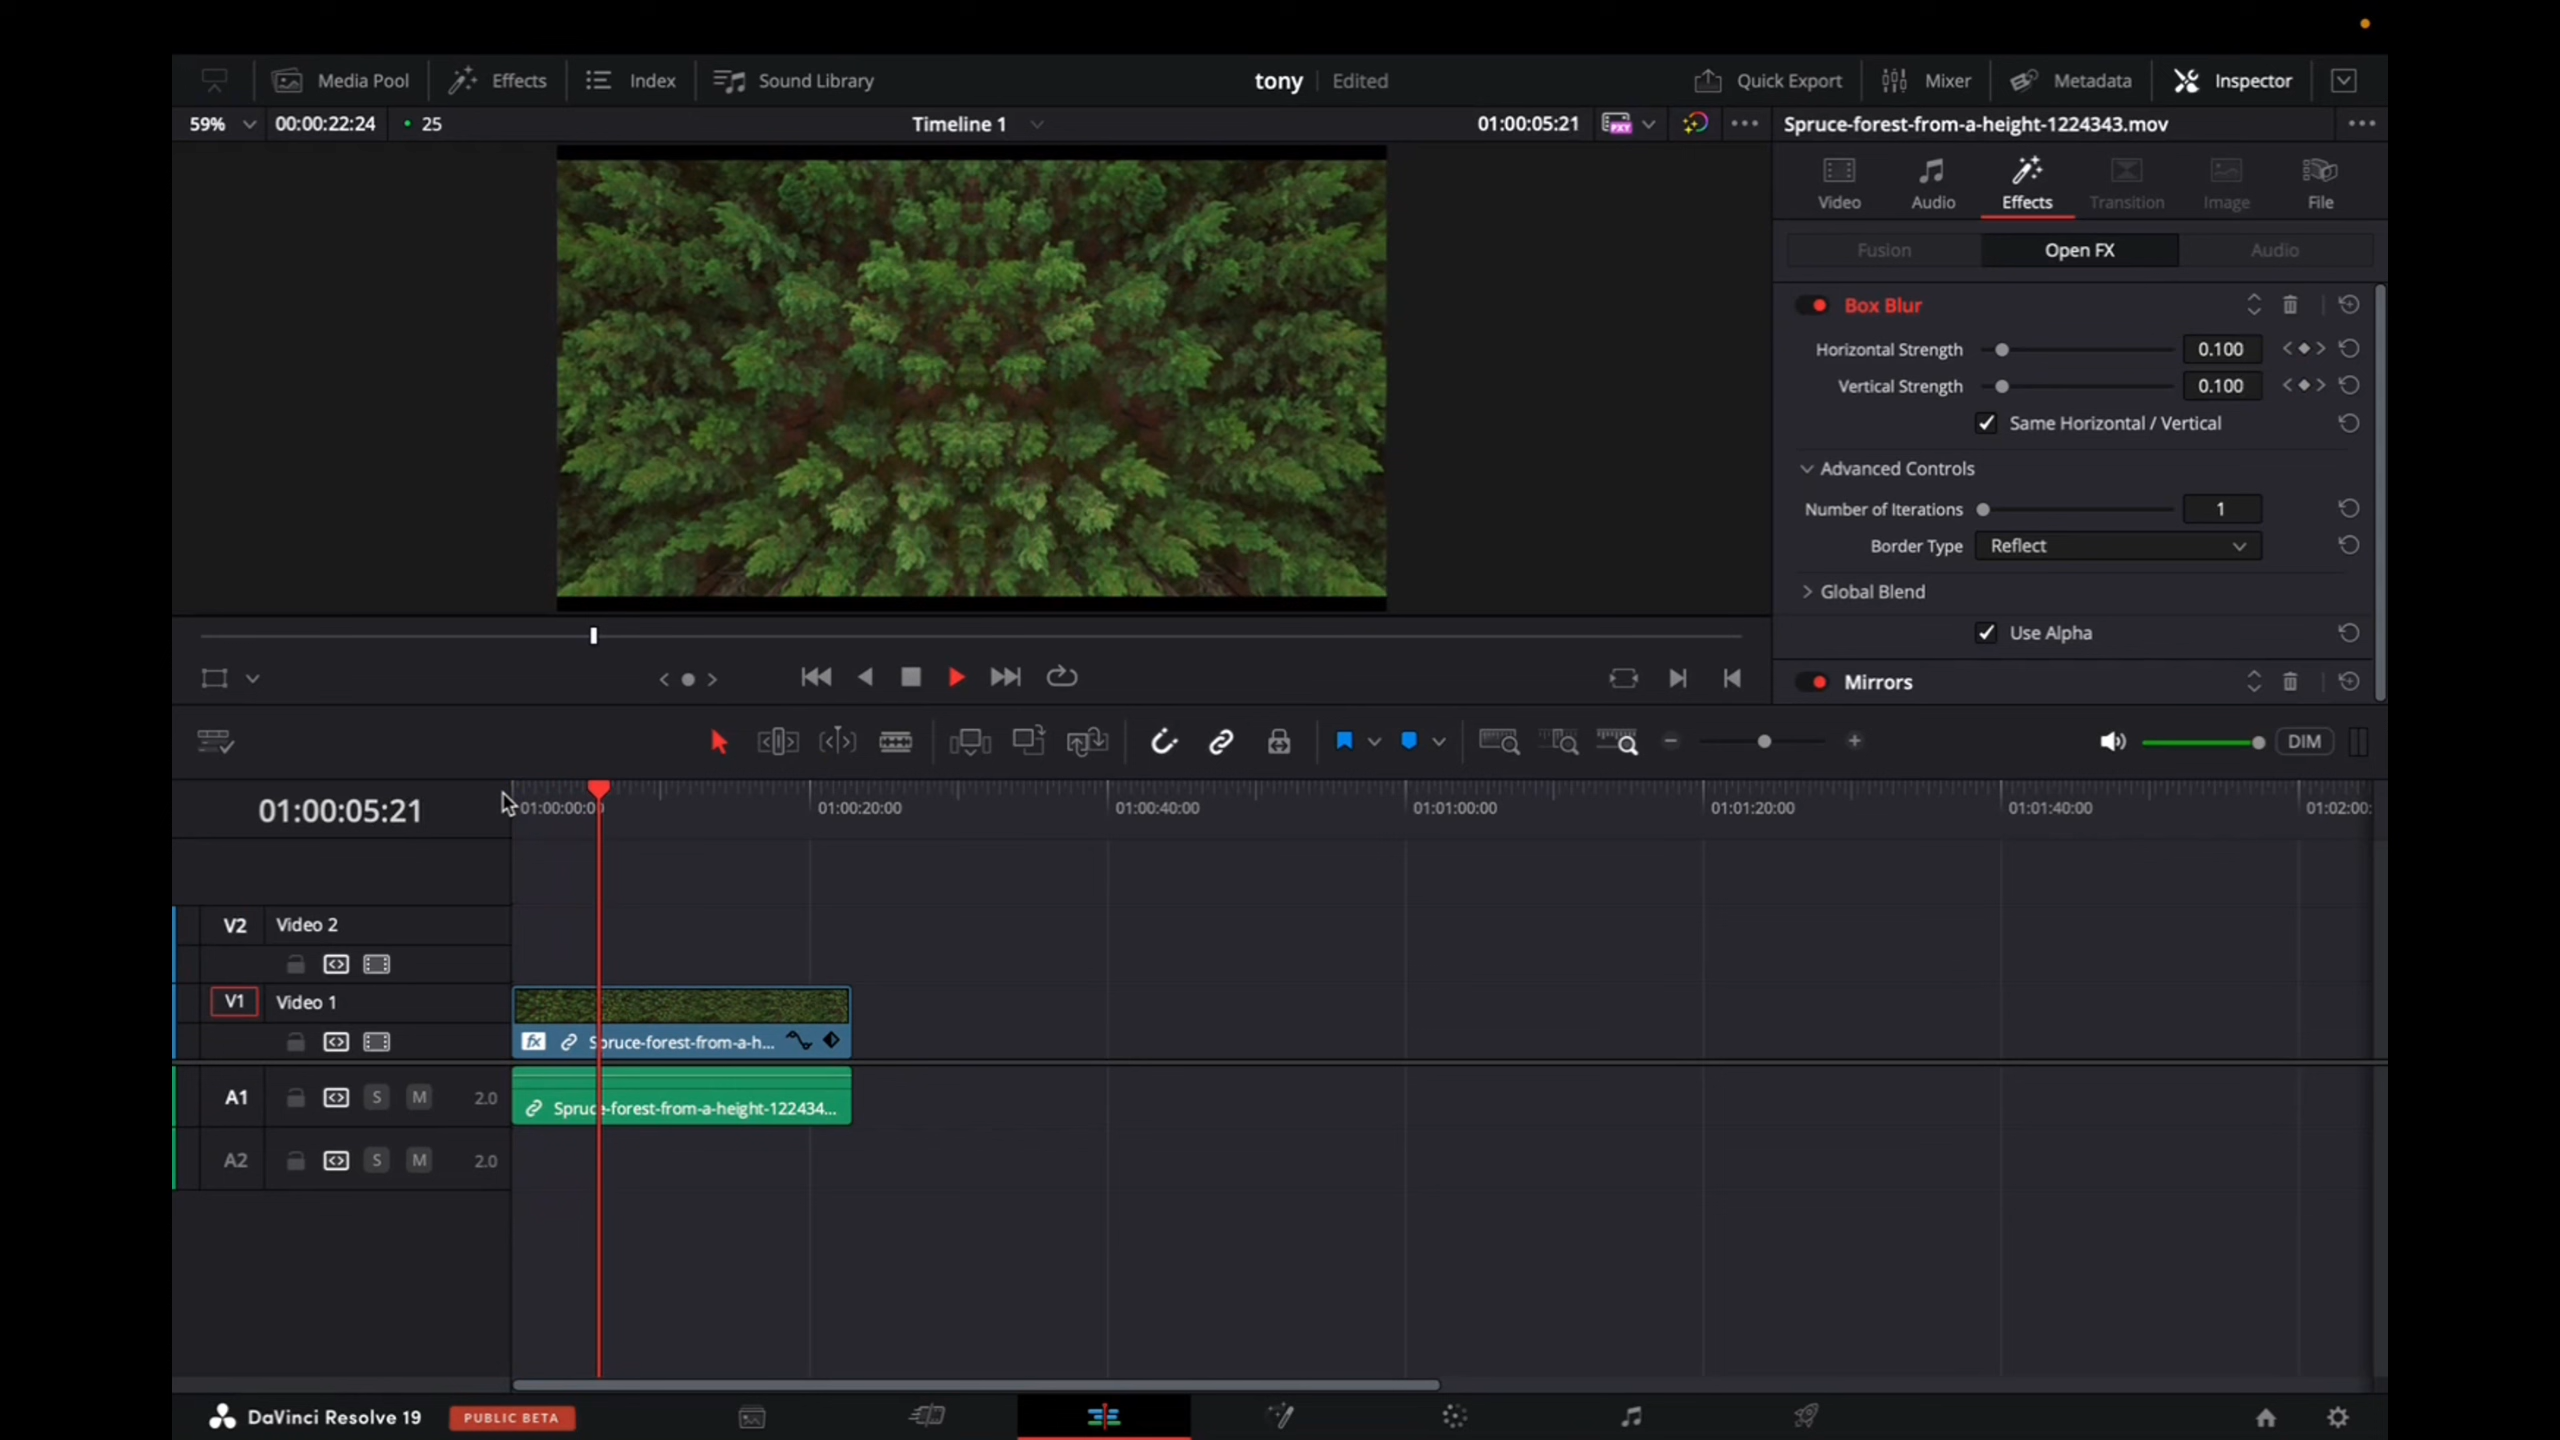 Media Pool Effects Index Sound Library tony Edited Quick Export Mixer Metadata Inspector
59% 00:00:22:24 25 Timeline 1 01:00:05:21 PXY Spruce-forest-from-a-height-1224343.mov
Video Audio Effects Transition Image File
Fusion Open FX Audio
Box Blur
Horizontal Strength 0.100
Vertical Strength 0.100
Same Horizontal / Vertical
Advanced Controls
Number of Iterations 1
Border Type Reflect
Global Blend
Use Alpha
Mirrors
DIM
01:00:05:21 01:00:00:00 01:00:20:00 01:00:40:00 01:01:00:00 01:01:20:00 01:01:40:00 01:02:00:
V2 Video 2
V1 Video 1
fx Spruce-forest-from-a-h...
A1 S M 2.0 Spruce-forest-from-a-height-122434...
A2 S M 2.0
DaVinci Resolve 19 PUBLIC BETA